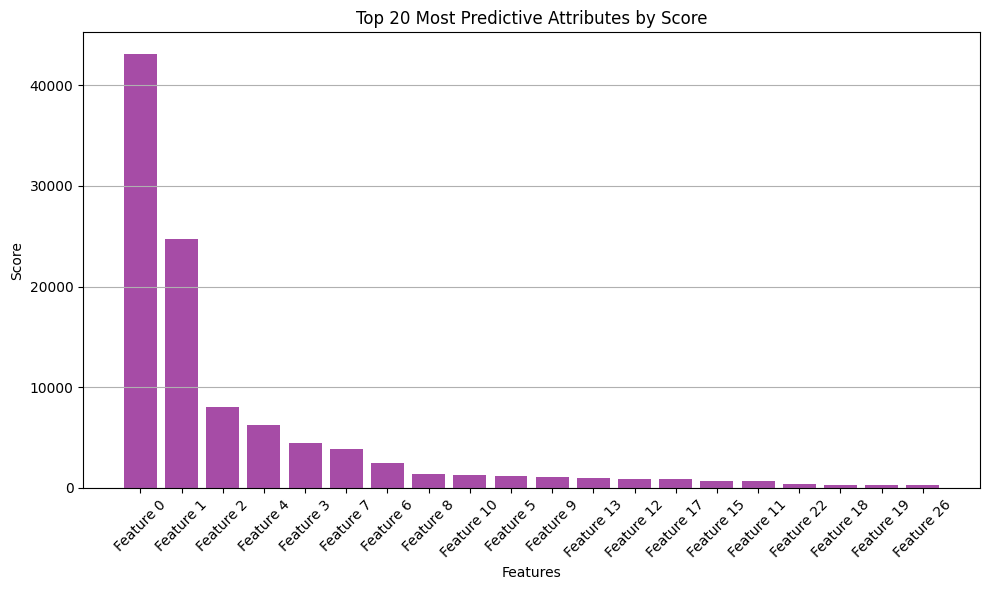 Top 20 Most Predictive Attributes by Score
Score
40000
30000
20000
10000
0
Feature 0
Feature 1
Feature 2
Feature 4
Feature 3
Feature 7
Feature 6
Feature 8
Feature 10
Feature 5
Feature 9
Feature 13
Feature 12
Feature 17
Feature 15
Feature 11
Feature 22
Feature 18
Feature 19
Feature 26
Features